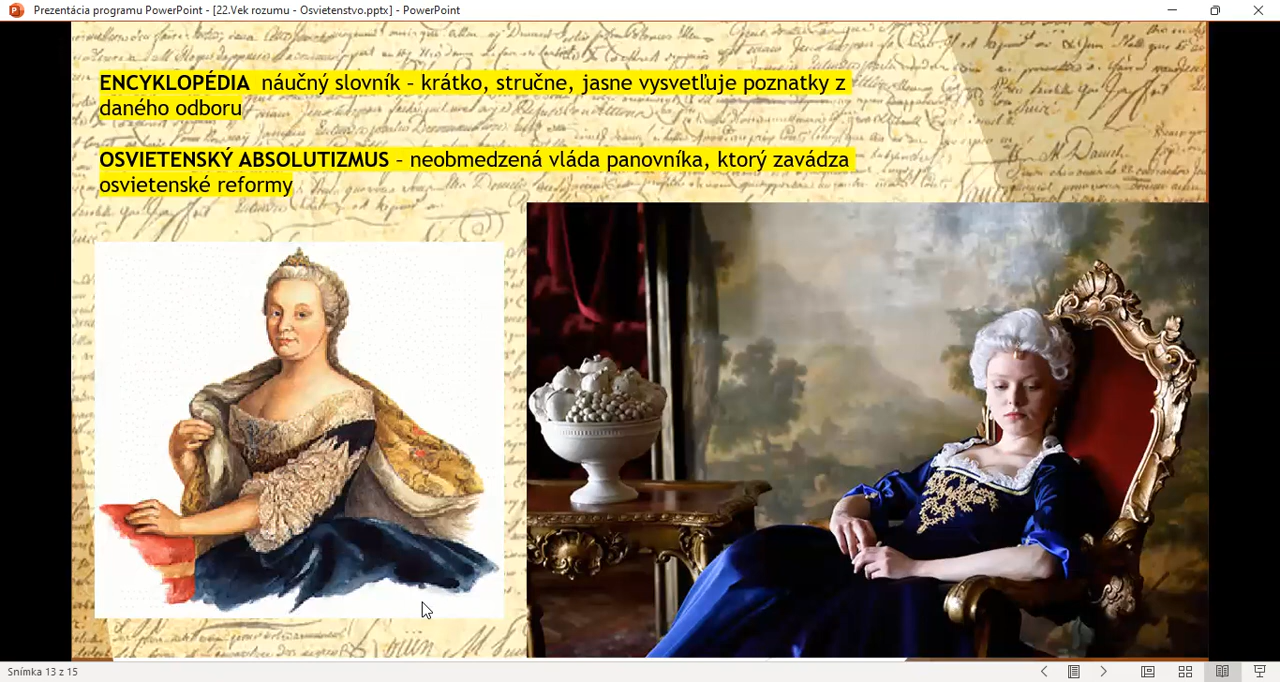 Prezentácia programu PowerPoint - [22.Vek rozumu - Osvietenstvo.pptx] - PowerPoint
ENCYKLOPÉDIA náučný slovník – krátko, stručne, jasne vysvetľuje poznatky z
daného odboru
OSVIETENSKÝ ABSOLUTIZMUS – neobmedzená vláda panovníka, ktorý zavádza
osvietenské reformy
Snímka 13 z 15